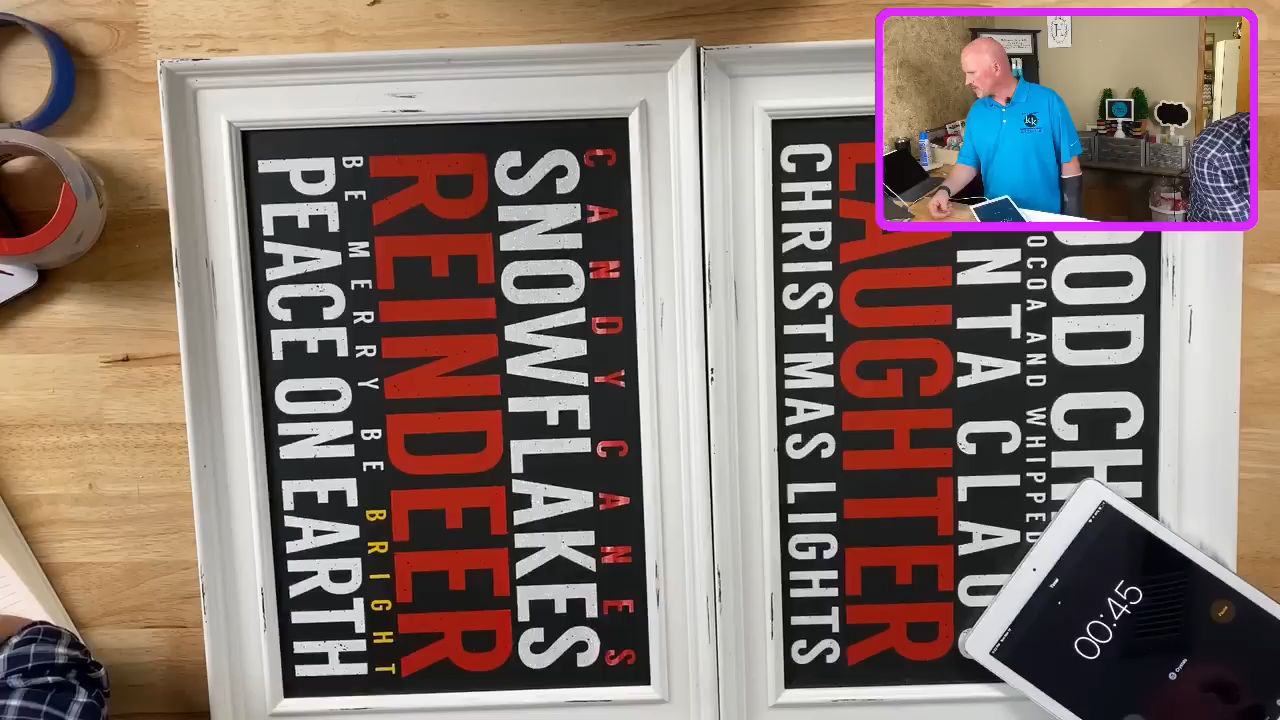 CANDY CANES
SNOWFLAKES
REINDEER
BE MERRY BE BRIGHT
PEACE ON EARTH
OOD CH
OCOA AND WHIPPED
NTA CLAU
LAUGHTER
CHRISTMAS LIGHTS
00:45